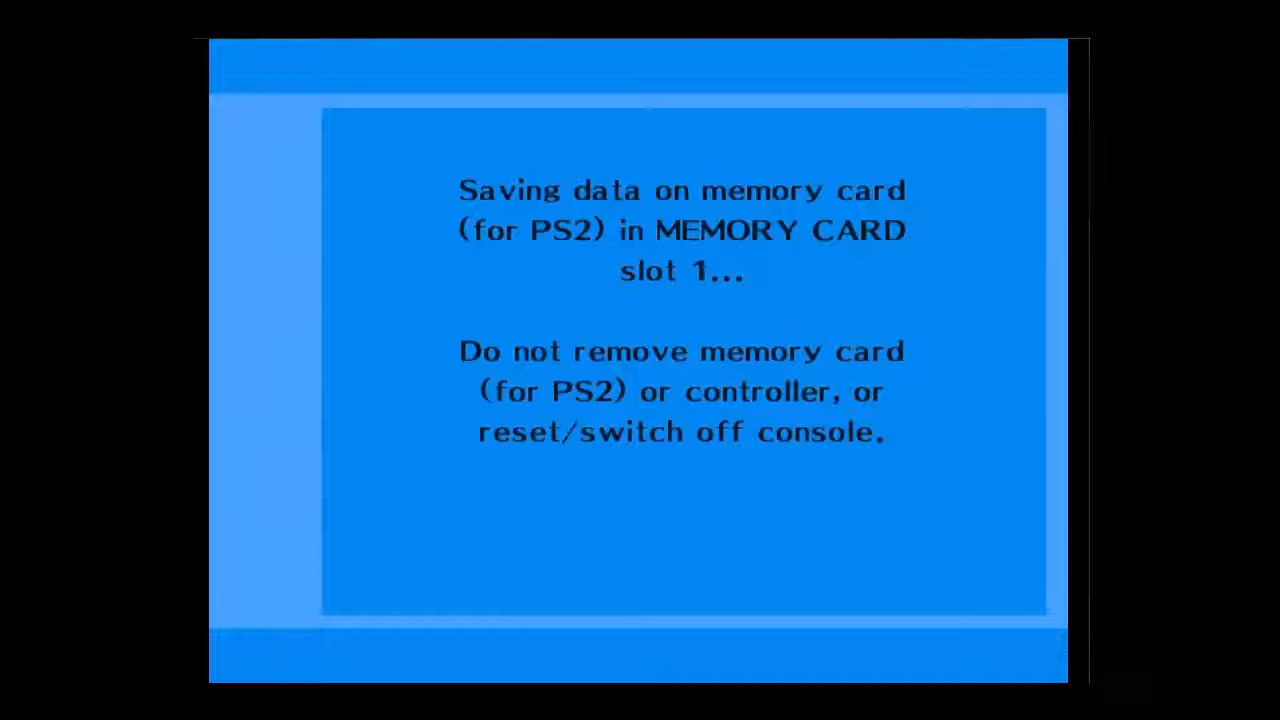 Saving data on memory card
(for PS2) in MEMORY CARD
slot 1...
Do not remove memory card
(for PS2) or controller, or
reset/switch off console.